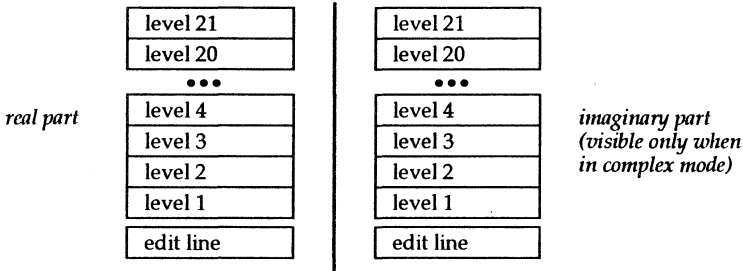 level 21 level 21
level 20 level 20
••• •••
real part level 4 level 4 imaginary part
level 3 level 3 (visible only when
level 2 level 2 in complex mode)
level 1 level 1
edit line edit line